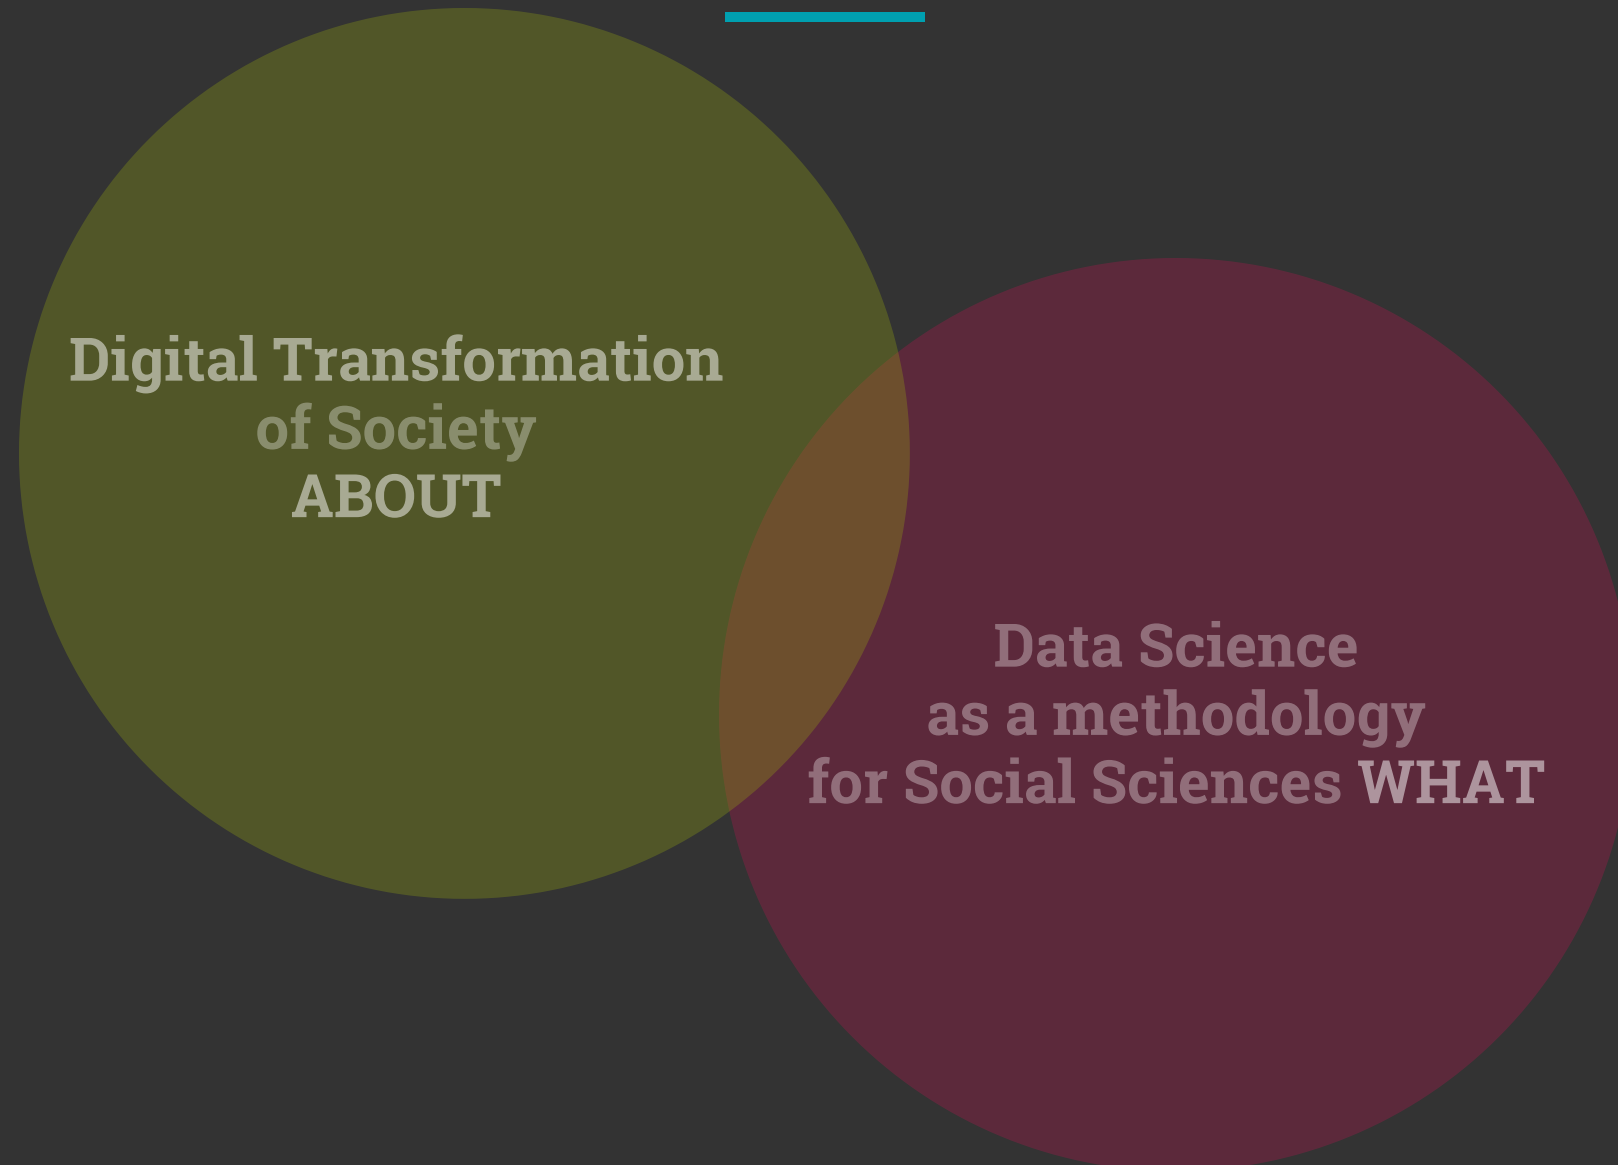 Digital Transformation
of Society
ABOUT
Data Science
as a methodology
for Social Sciences WHAT